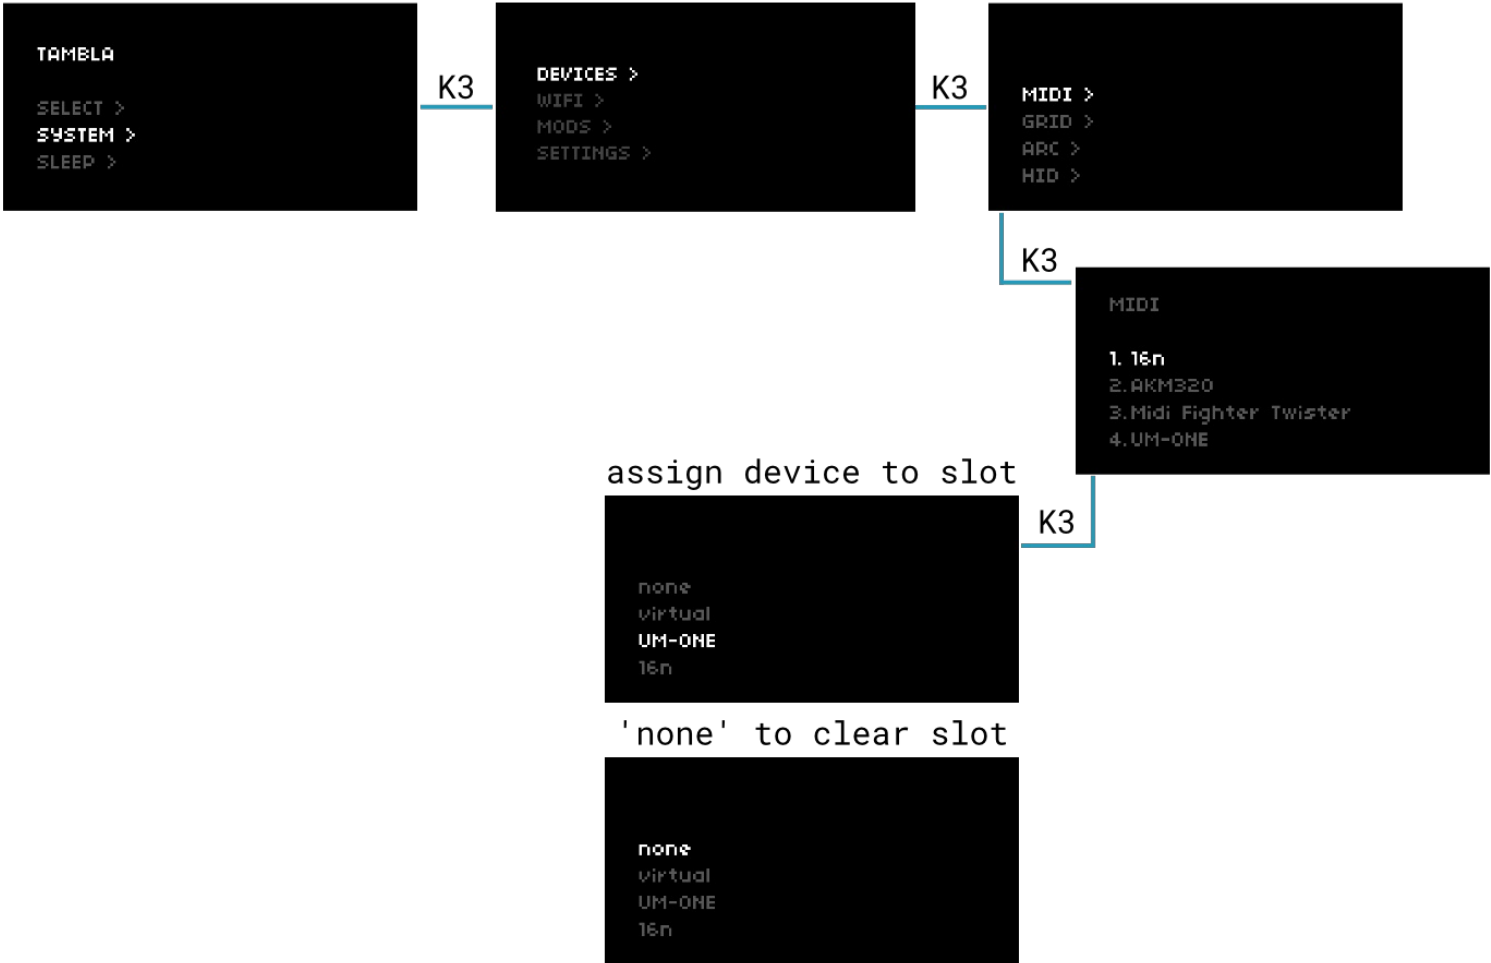 TAMBLA
SELECT >
SYSTEM >
SLEEP >
K3
DEVICES >
WIFI >
MODS >
SETTINGS >
K3
MIDI >
GRID >
ARC >
HID >
K3
MIDI
1. 16n
2.AKM320
3.Midi Fighter Twister
4.UM-ONE
K3
assign device to slot
none
virtual
UM-ONE
16n
'none' to clear slot
none
virtual
UM-ONE
16n